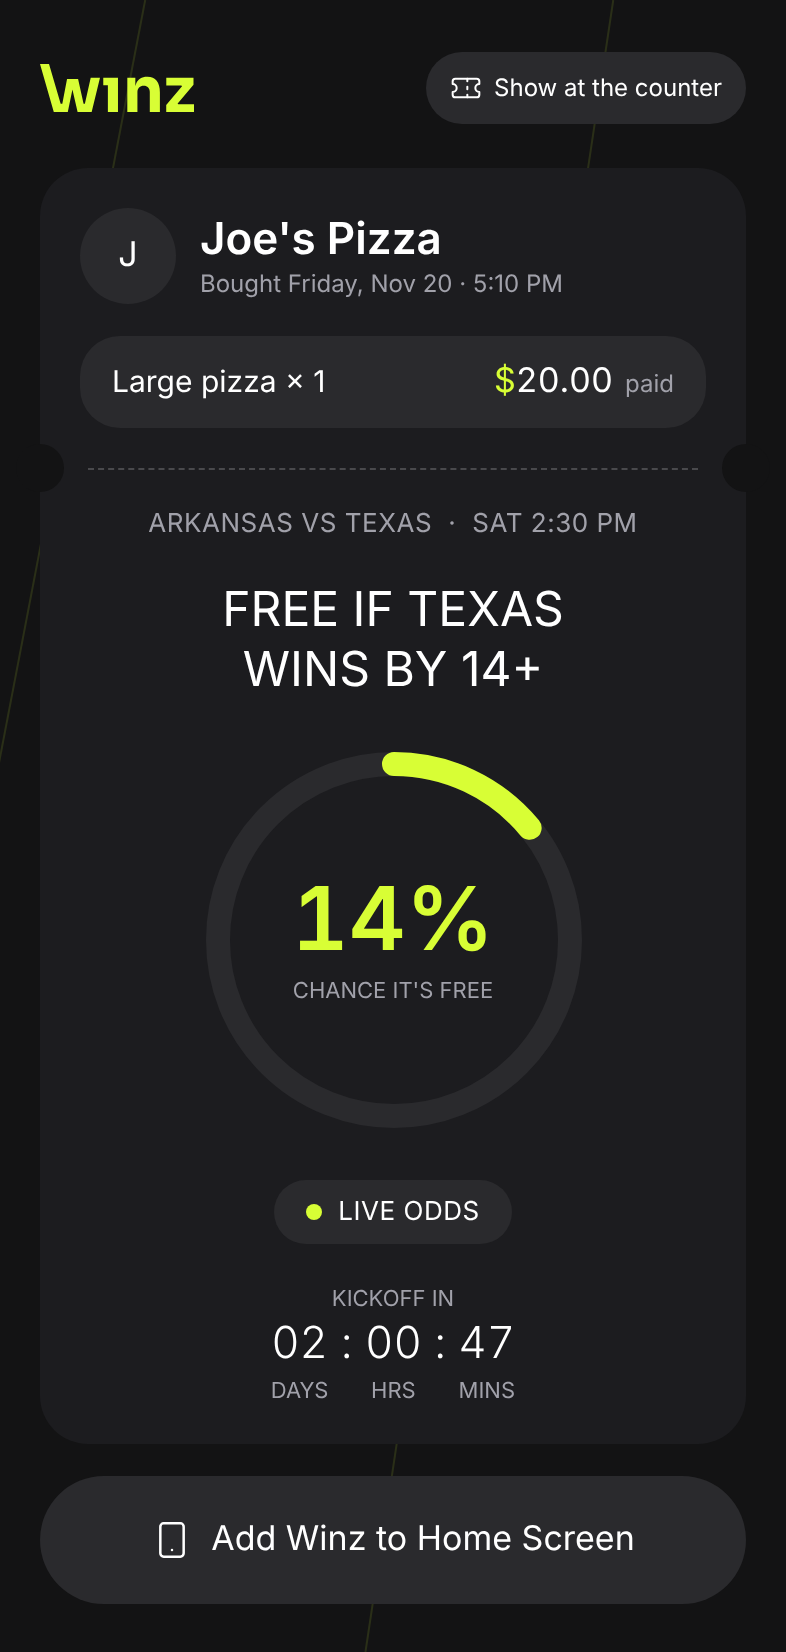 Winz
Show at the counter
J
Joe's Pizza
Bought Friday, Nov 20 · 5:10 PM
Large pizza × 1 $20.00 paid
ARKANSAS VS TEXAS · SAT 2:30 PM
FREE IF TEXAS
WINS BY 14+
14%
CHANCE IT'S FREE
LIVE ODDS
KICKOFF IN
02 : 00 : 47
DAYS HRS MINS
Add Winz to Home Screen